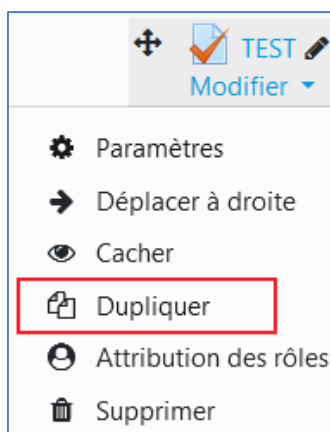 TEST
Modifier
Paramètres
Déplacer à droite
Cacher
Dupliquer
Attribution des rôles
Supprimer